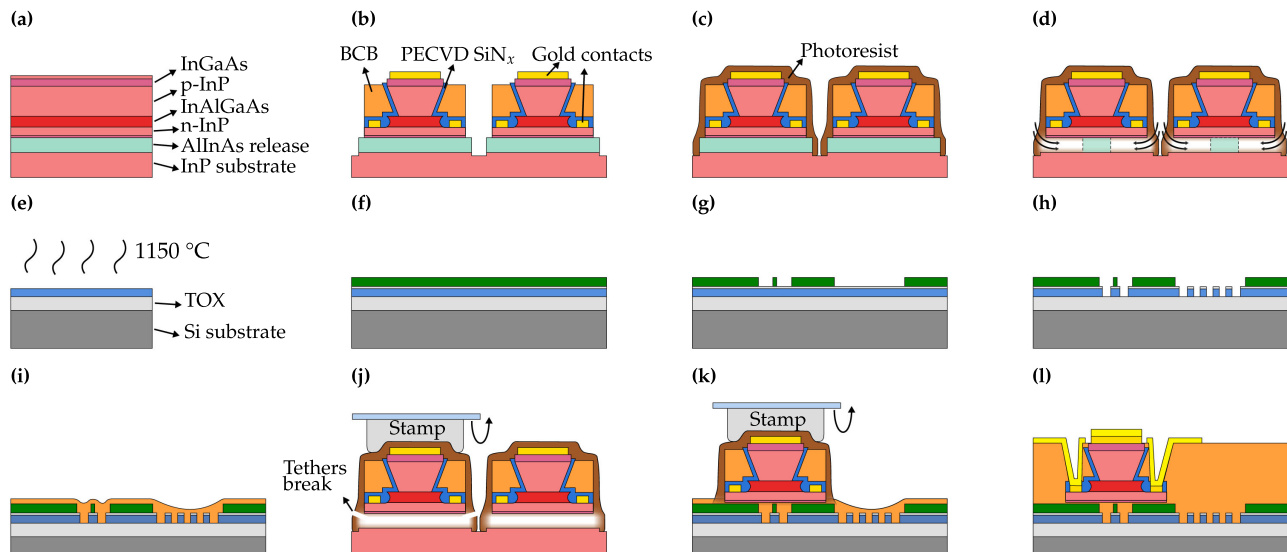 (a)
InGaAs
p-InP
InAlGaAs
n-InP
AlInAs release
InP substrate
(b)
BCB
PECVD SiNₓ
Gold contacts
(c)
Photoresist
(d)
(e)
1150 °C
TOX
Si substrate
(f)
(g)
(h)
(i)
(j)
Stamp
Tethers
break
(k)
Stamp
(l)